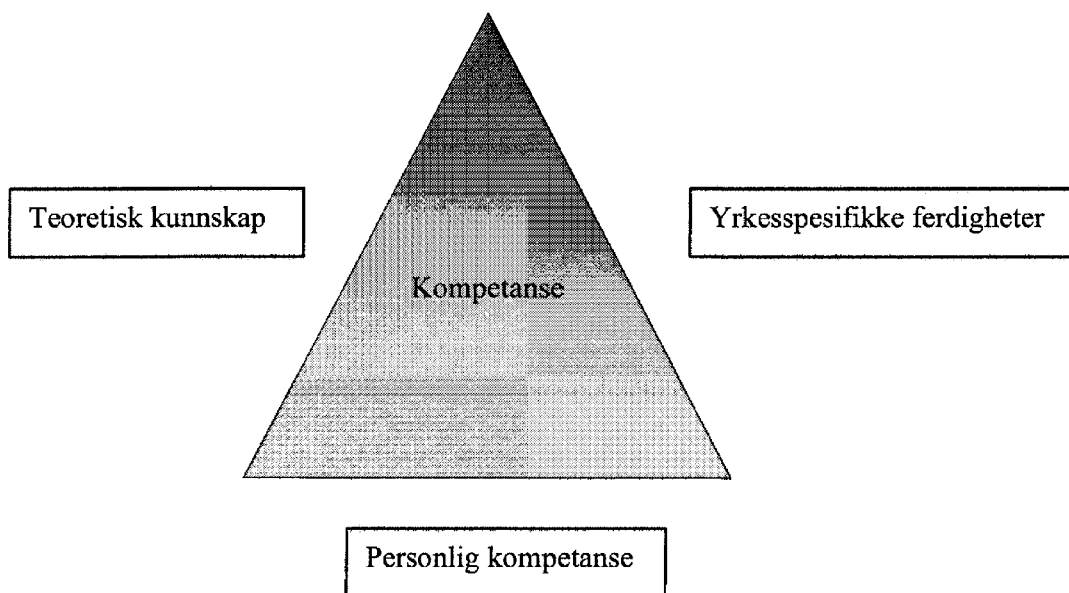 Teoretisk kunnskap
Yrkesspesifikke ferdigheter
Kompetanse
Personlig kompetanse